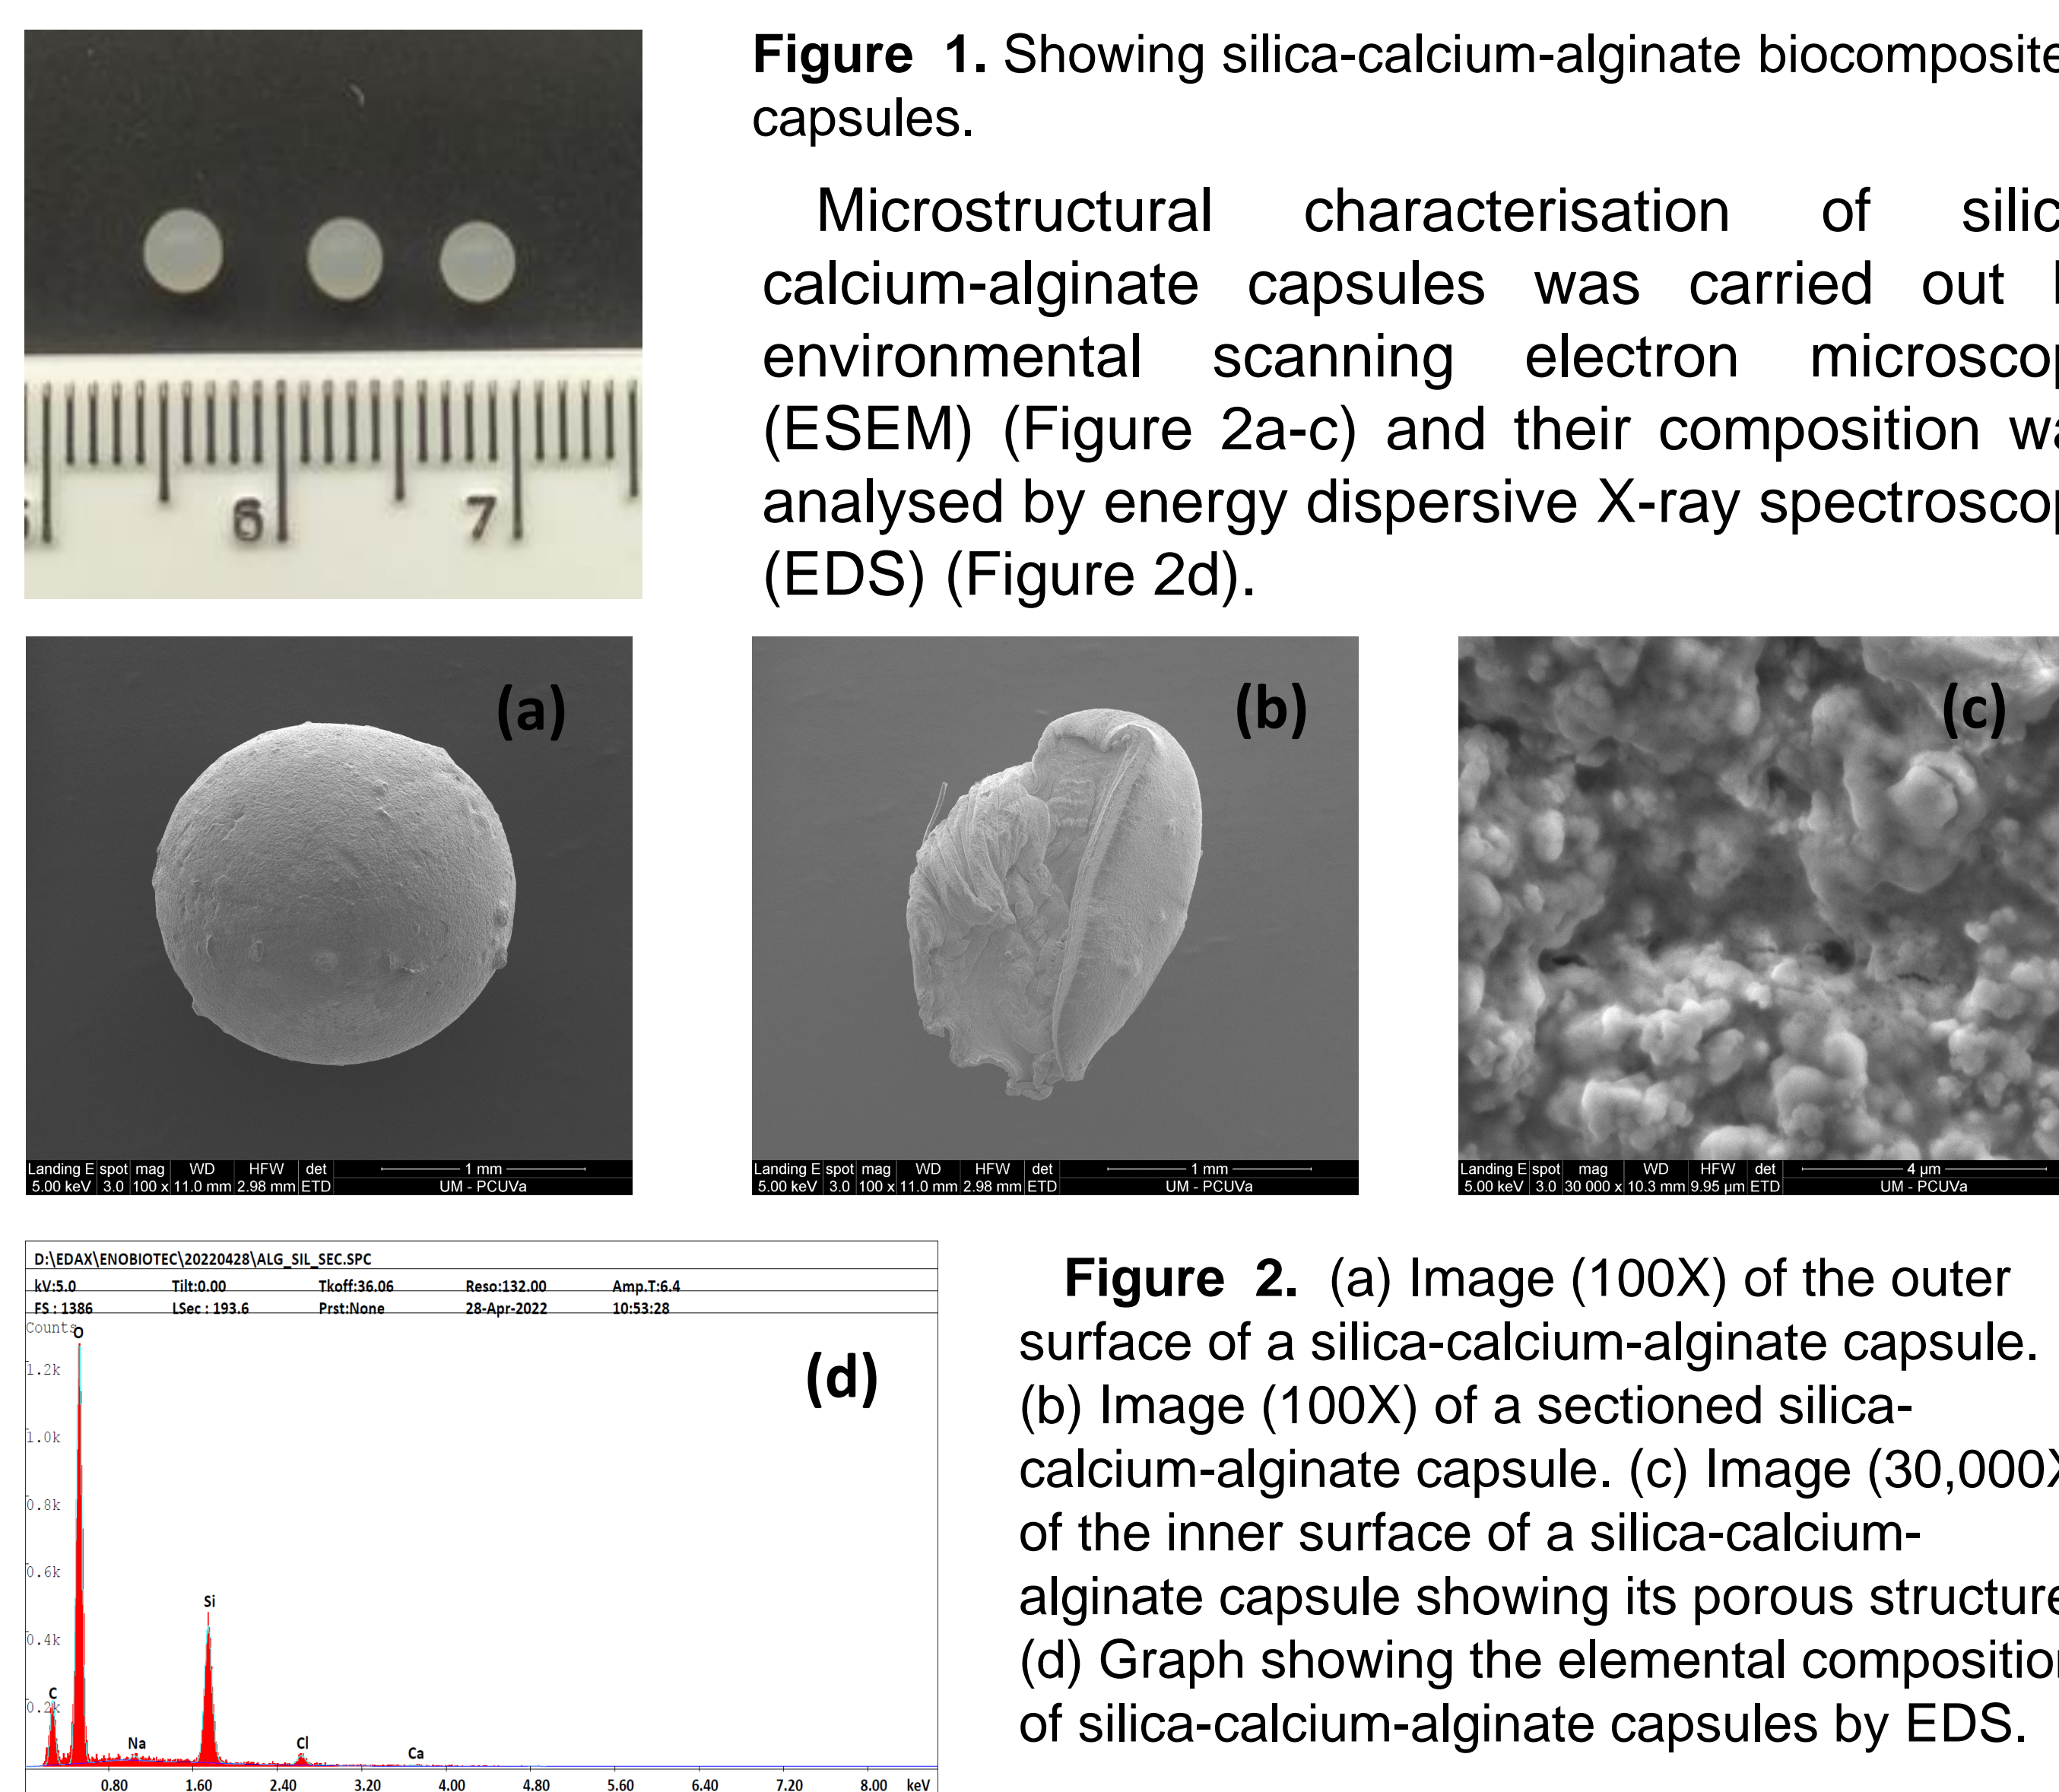 Figure 1. Showing silica-calcium-alginate biocomposite
capsules.
6 7
Microstructural characterisation of
calcium-alginate capsules was carried out
environmental scanning electron
(ESEM) (Figure 2a-c) and their composition
analysed by energy dispersive X-ray
(EDS) (Figure 2d).
(a)
Landing E spot mag WD HFW det 1 mm
5.00 keV 3.0 100 x 11.0 mm 2.98 mm ETD UM - PCUVa
(b)
Landing E spot mag WD HFW det 1 mm
5.00 keV 3.0 100 x 11.0 mm 2.98 mm ETD UM - PCUVa
(c)
Landing E spot mag WD HFW det 4 µm
5.00 keV 3.0 30 000 x 10.3 mm 9.95 µm ETD UM - PCUVa
D:\EDAX\ENOBIOTEC\20220428\ALG_SIL_SEC.SPC
kV:5.0 Tilt:0.00 Tkoff:36.06 Reso:132.00 Amp.T:6.4
FS : 1386 LSec : 193.6 Prst:None 28-Apr-2022 10:53:28
Counts
O
(d)
1.2k
1.0k
0.8k
0.6k
Si
0.4k
C
0.2k
Na Cl Ca
0.80 1.60 2.40 3.20 4.00 4.80 5.60 6.40 7.20 8.00 keV
Figure 2. (a) Image (100X) of the outer
surface of a silica-calcium-alginate capsule.
(b) Image (100X) of a sectioned silica-
calcium-alginate capsule. (c) Image (30,000X
of the inner surface of a silica-calcium-
alginate capsule showing its porous structure
(d) Graph showing the elemental composition
of silica-calcium-alginate capsules by EDS.